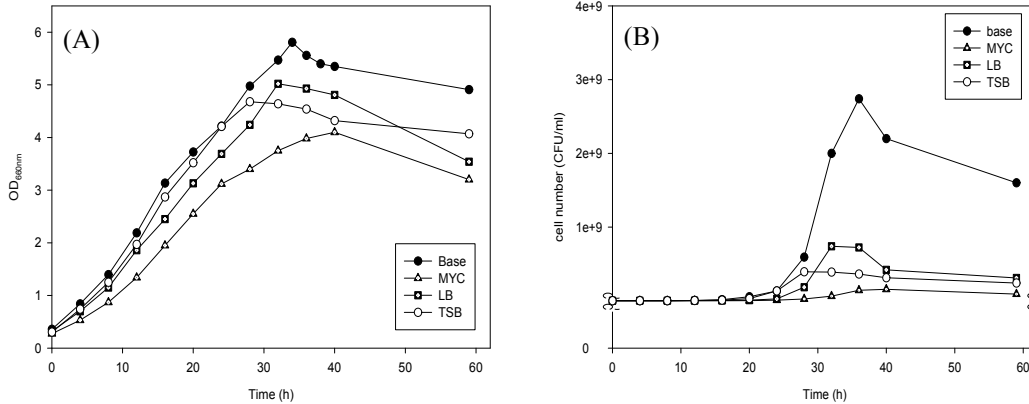 (A)
OD660nm
6
5
4
3
2
1
0
0 10 20 30 40 50 60
Time (h)
Base
MYC
LB
TSB
(B)
cell number (CFU/ml)
4e+9
3e+9
2e+9
1e+9
0
0 10 20 30 40 50 60
Time (h)
base
MYC
LB
TSB